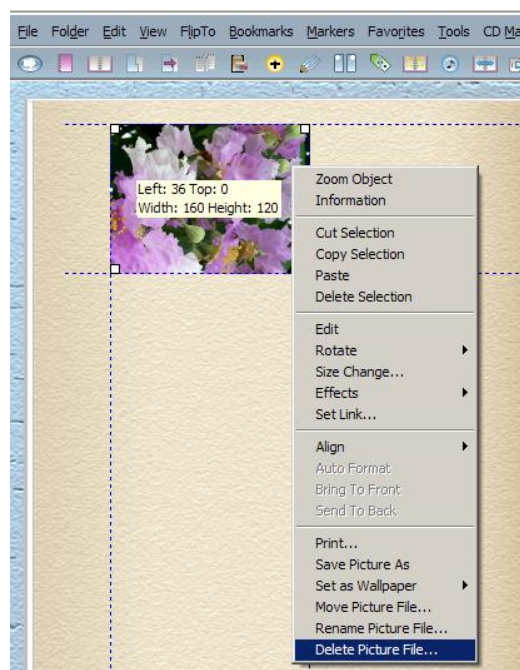 File Folder Edit View FlipTo Bookmarks Markers Favorites Tools CD Ma
Left: 36 Top: 0
Width: 160 Height: 120
Zoom Object
Information
Cut Selection
Copy Selection
Paste
Delete Selection
Edit
Rotate
Size Change...
Effects
Set Link...
Align
Auto Format
Bring To Front
Send To Back
Print...
Save Picture As
Set as Wallpaper
Move Picture File...
Rename Picture File...
Delete Picture File...